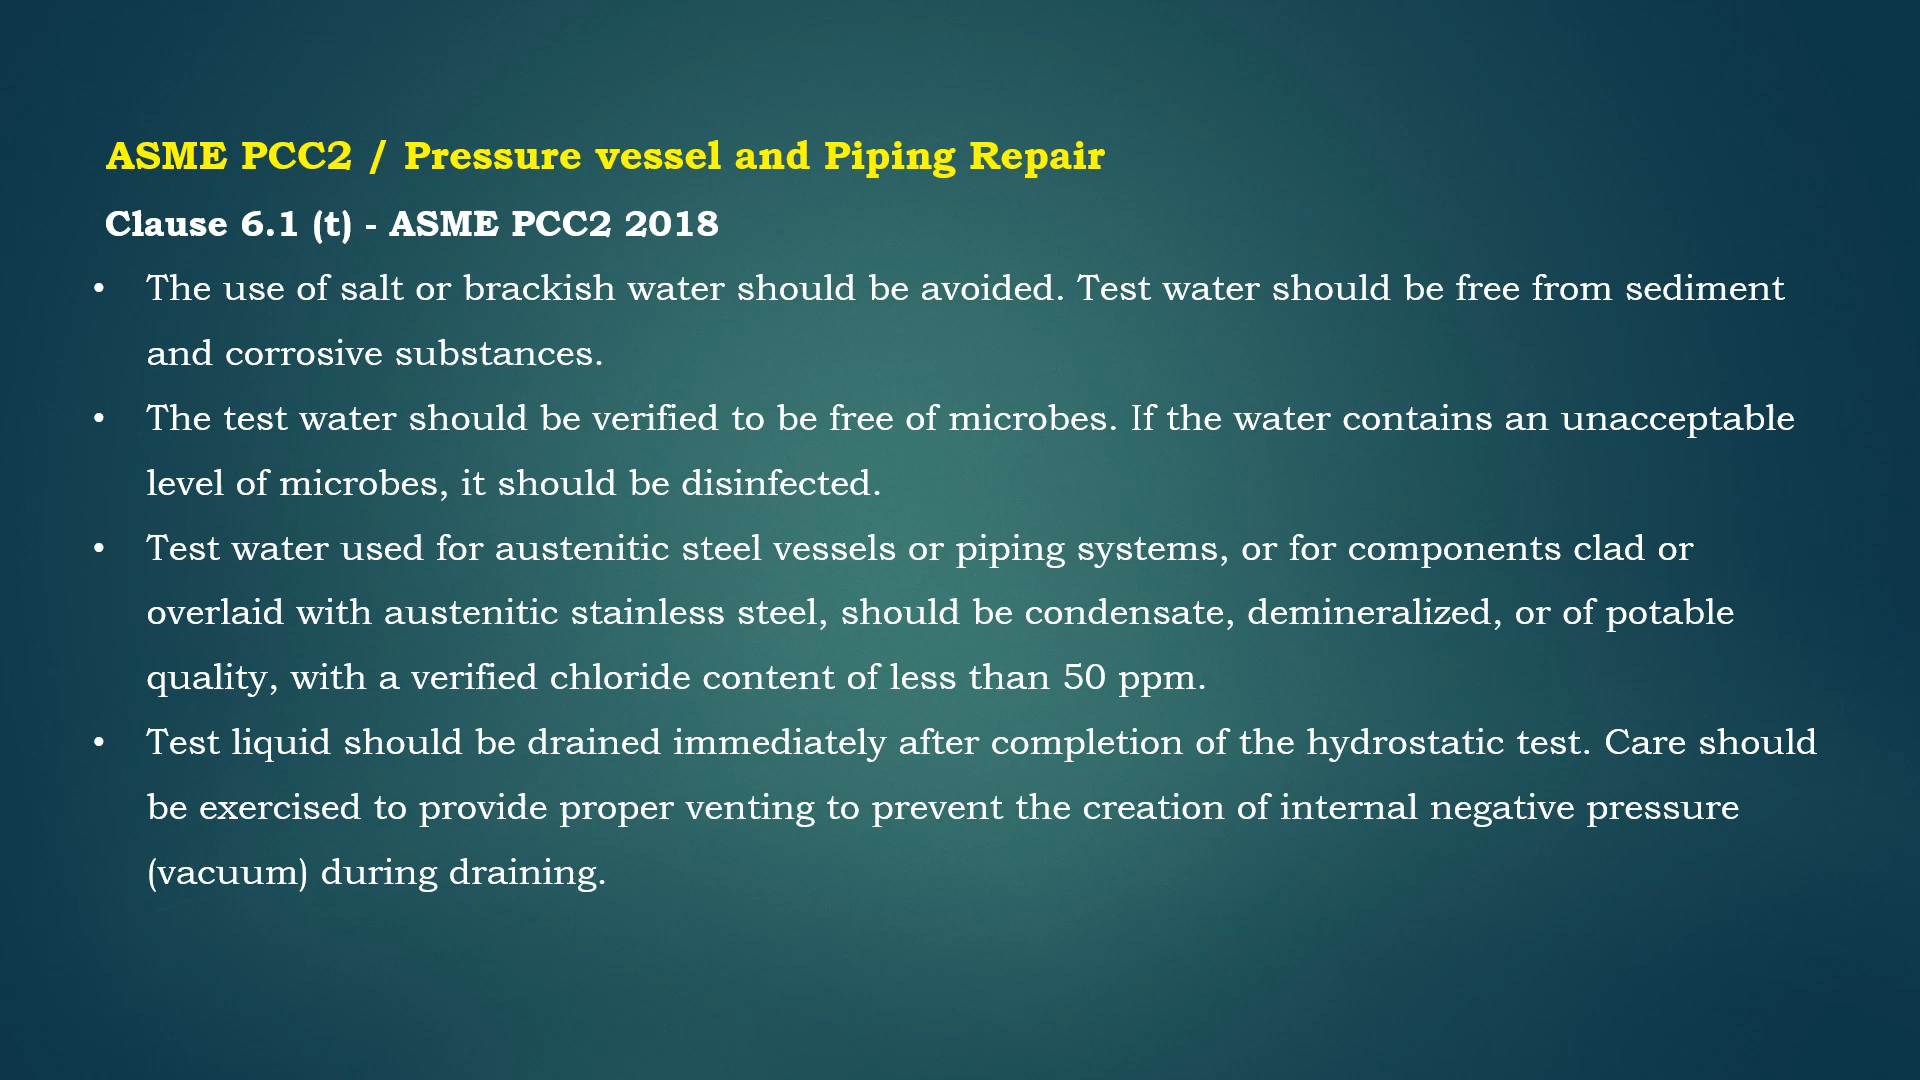 ASME PCC2 / Pressure vessel and Piping Repair
Clause 6.1 (t) - ASME PCC2 2018
• The use of salt or brackish water should be avoided. Test water should be free from sediment
and corrosive substances.
• The test water should be verified to be free of microbes. If the water contains an unacceptable
level of microbes, it should be disinfected.
• Test water used for austenitic steel vessels or piping systems, or for components clad or
overlaid with austenitic stainless steel, should be condensate, demineralized, or of potable
quality, with a verified chloride content of less than 50 ppm.
• Test liquid should be drained immediately after completion of the hydrostatic test. Care should
be exercised to provide proper venting to prevent the creation of internal negative pressure
(vacuum) during draining.